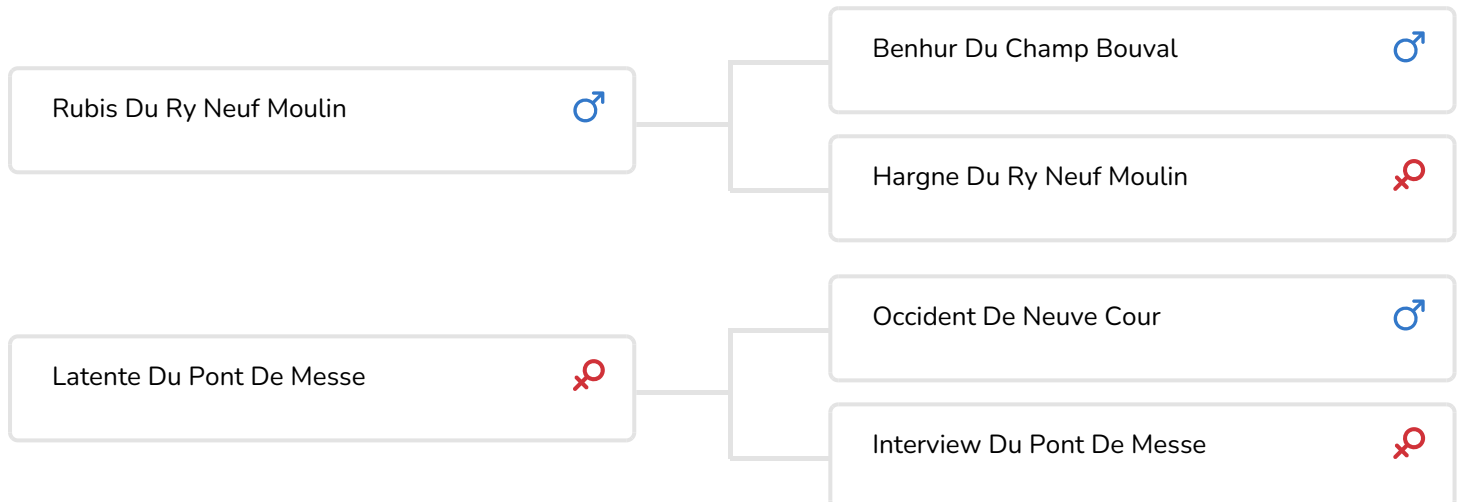 Benhur Du Champ Bouval
Rubis Du Ry Neuf Moulin
Hargne Du Ry Neuf Moulin
Occident De Neuve Cour
Latente Du Pont De Messe
Interview Du Pont De Messe